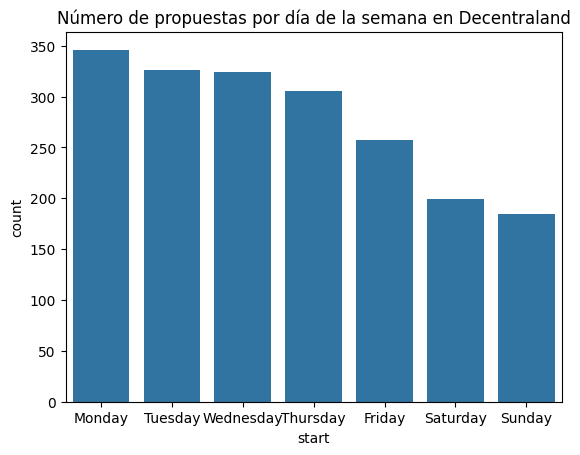 Número de propuestas por día de la semana en Decentraland
350
300
250
200
150
100
50
0
count
Monday Tuesday Wednesday Thursday Friday Saturday Sunday
start